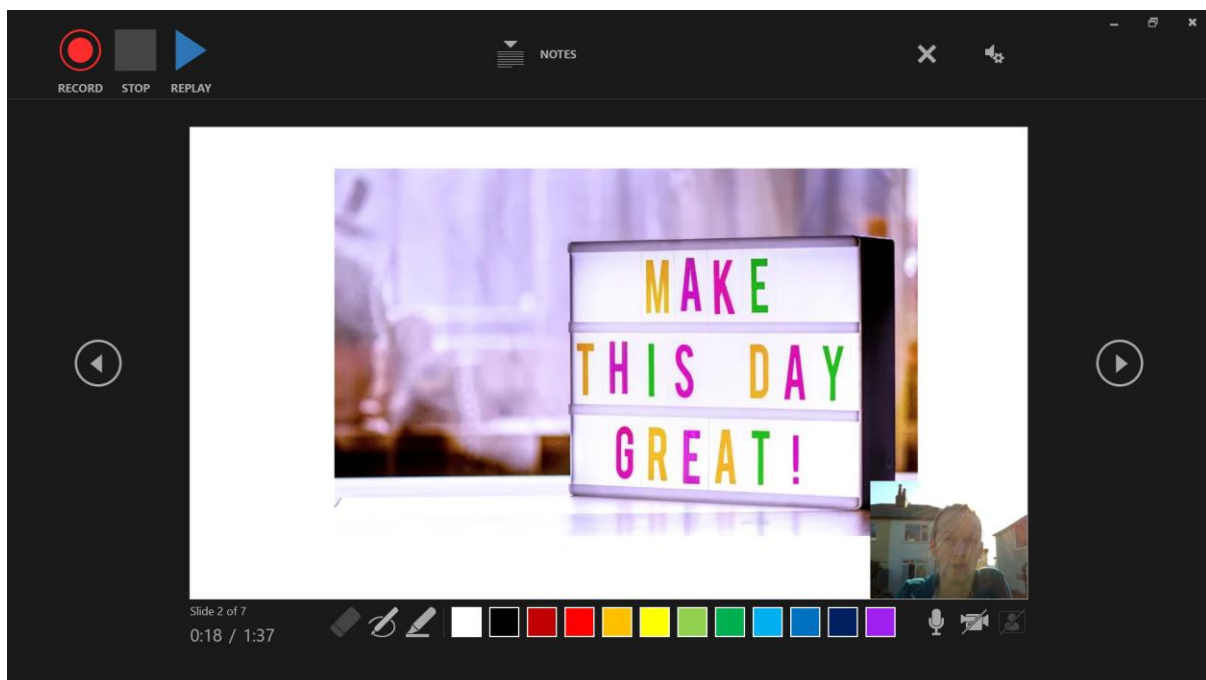 NOTES
RECORD STOP REPLAY
MAKE
THIS DAY
GREAT!
Slide 2 of 7
0:18 / 1:37